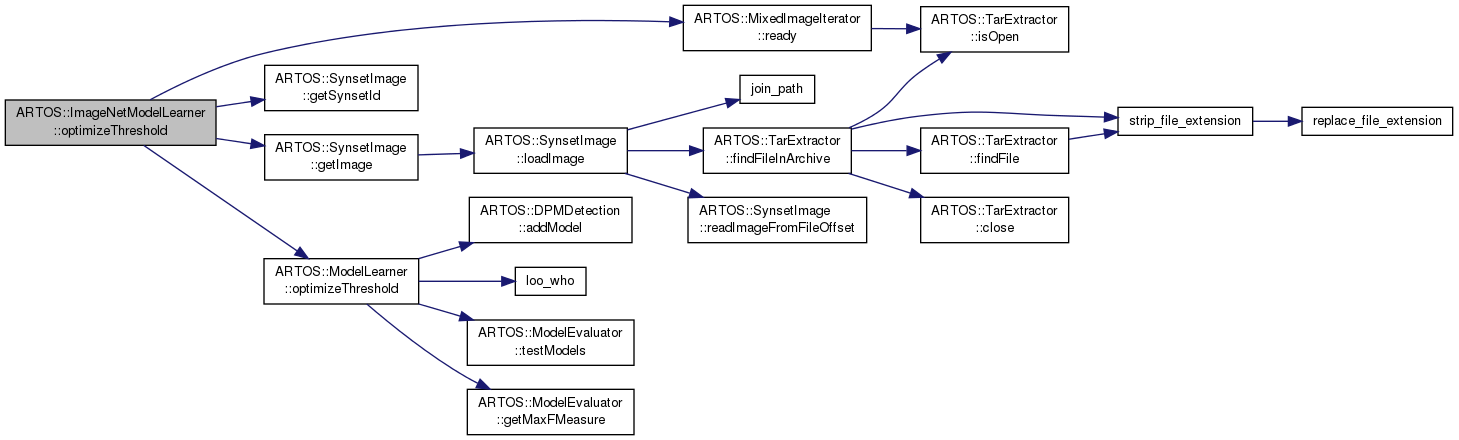 ARTOS::ImageNetModelLearner
::optimizeThreshold
ARTOS::MixedImageIterator
::ready
ARTOS::TarExtractor
::isOpen
ARTOS::SynsetImage
::getSynsetId
ARTOS::SynsetImage
::getImage
ARTOS::SynsetImage
::loadImage
join_path
ARTOS::TarExtractor
::findFileInArchive
ARTOS::SynsetImage
::readImageFromFileOffset
strip_file_extension
replace_file_extension
ARTOS::TarExtractor
::findFile
ARTOS::TarExtractor
::close
ARTOS::ModelLearner
::optimizeThreshold
ARTOS::DPMDetection
::addModel
loo_who
ARTOS::ModelEvaluator
::testModels
ARTOS::ModelEvaluator
::getMaxFMeasure